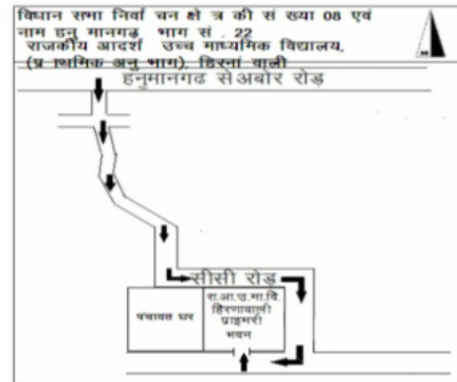 विधान सभा निर्वा चन क्षे त्र की सं ख्या 08 एवं
नाम हनु मानगढ़ भाग सं . 22
राजकीय आदर्श उच्च माध्यमिक विद्यालय,
(प्र ाथमिक अनु भाग), हिरनां वाली
हनुमानगढ से अबोर रोड़
सीसी रोड़
पंचायत घर
रा.आ.उ.मा.वि.
हिरणावाली
प्राइमरी
भवन